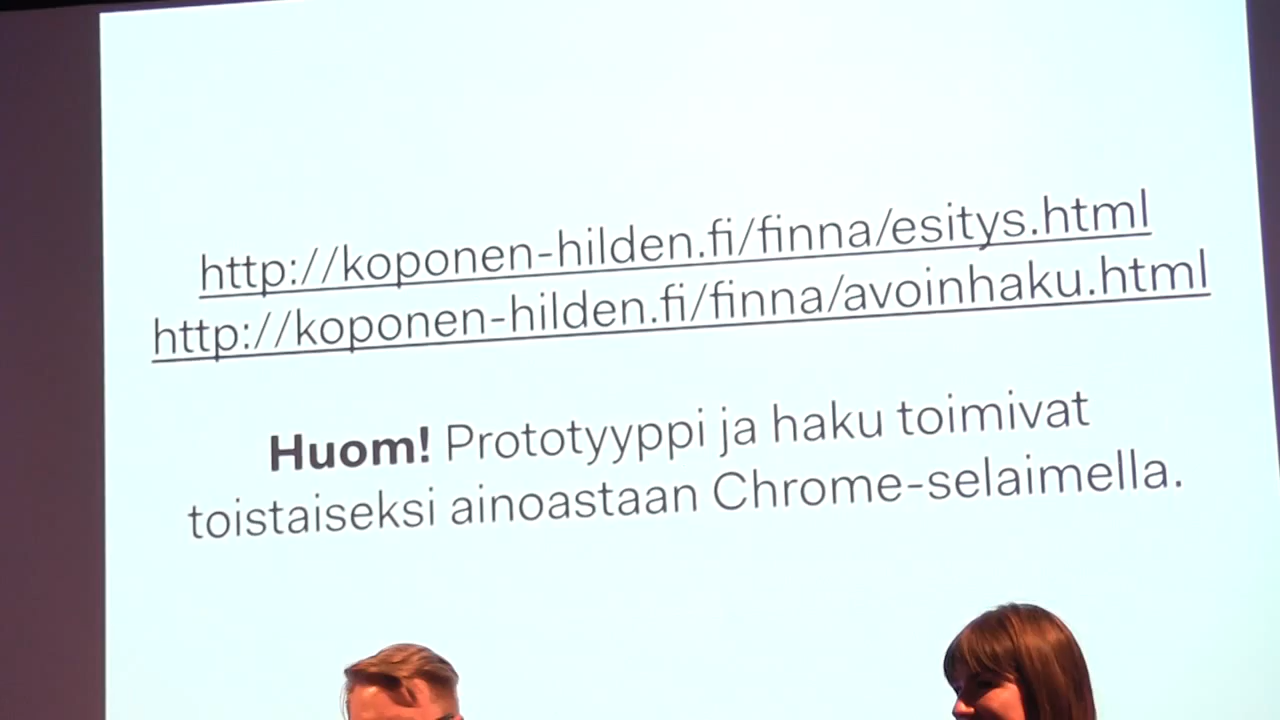 http://koponen-hilden.fi/finna/esitys.html
http://koponen-hilden.fi/finna/avoinhaku.html
Huom! Prototyyppi ja haku toimivat
toistaiseksi ainoastaan Chrome-selaimella.